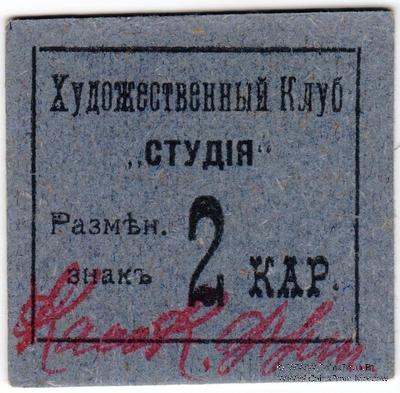 Художественный Клуб
„СТУДІЯ"
Размѣн.
знакъ 2 КАР.